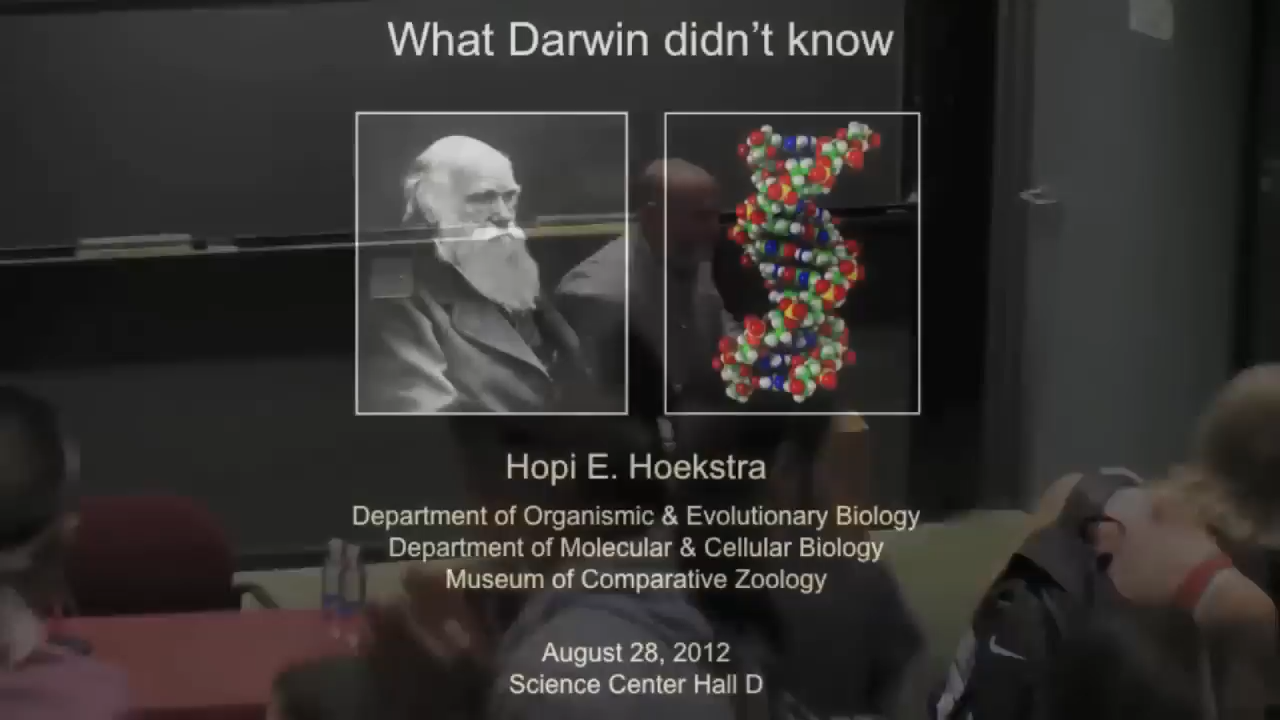 What Darwin didn’t know
Hopi E. Hoekstra
Department of Organismic & Evolutionary Biology
Department of Molecular & Cellular Biology
Museum of Comparative Zoology
August 28, 2012
Science Center Hall D